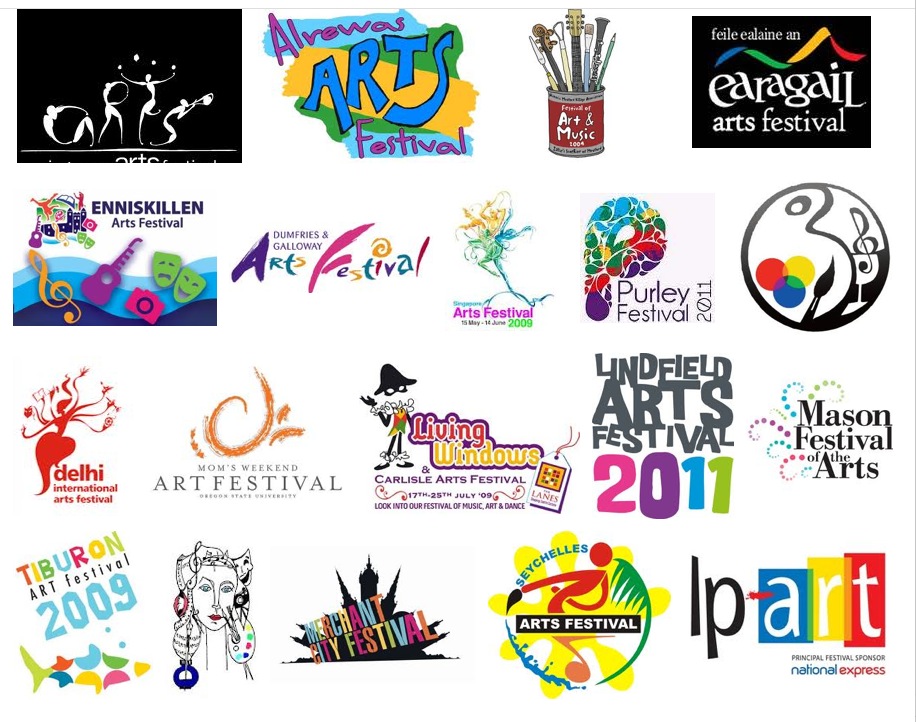 arts
Alrewas
ARTS
Festival
Festival of
Art &
Music
2009
feile ealaine an
earagail
arts festival
ENNISKILLEN
Arts Festival
DUMFRIES &
GALLOWAY
Arts Festival
Singapore
Arts Festival
15 May - 14 June 2009
Purley
Festival 2011
delhi
international
arts festival
MOM'S WEEKEND
ART FESTIVAL
OREGON STATE UNIVERSITY
Living
Windows
&
CARLISLE ARTS FESTIVAL
17TH-25TH JULY '09
LOOK INTO OUR FESTIVAL OF MUSIC, ART & DANCE
LANES
LINDFIELD
ARTS
FESTIVAL
2011
Mason
Festival
of the
Arts
TIBURON
ART festival
2009
MERCHANT
CITY FESTIVAL
SEYCHELLES
ARTS FESTIVAL
Ip-art
PRINCIPAL FESTIVAL SPONSOR
national express